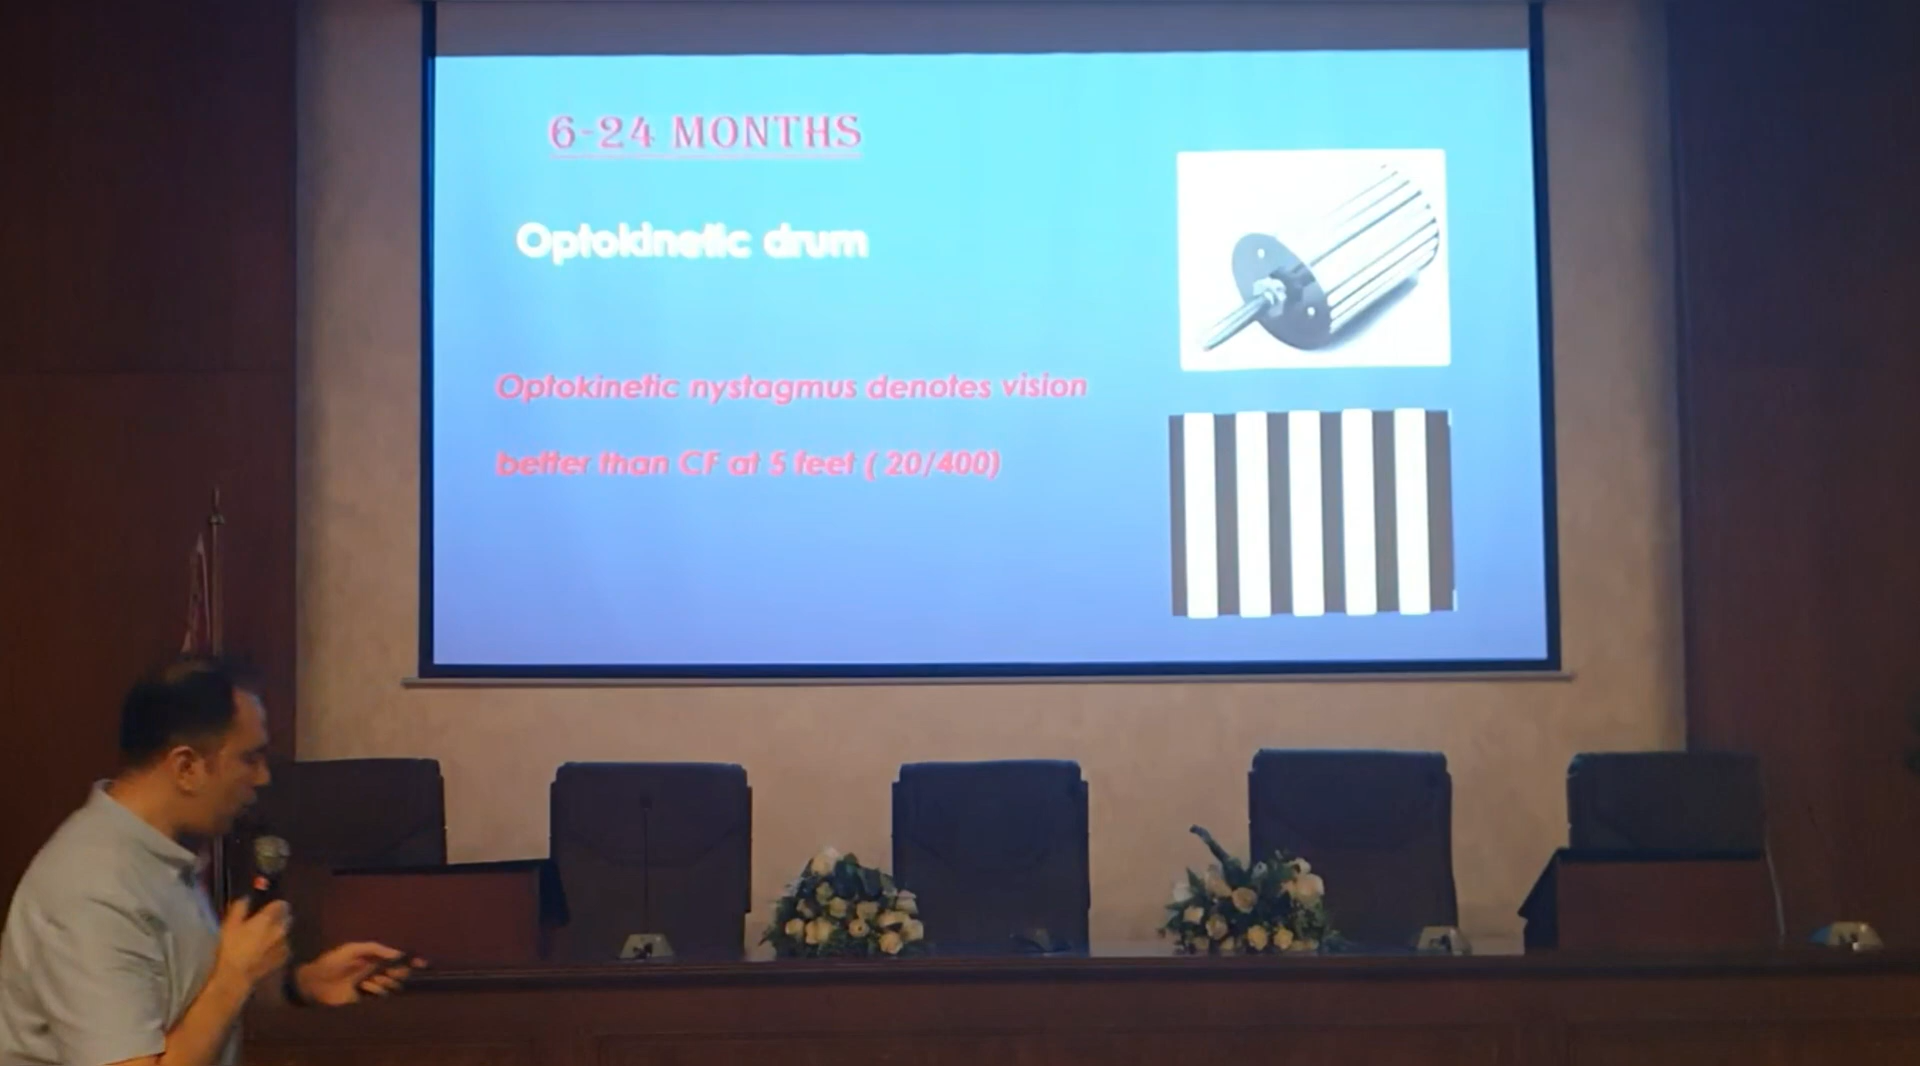 6-24 MONTHS
Optokinetic drum
Optokinetic nystagmus denotes vision
better than CF at 5 feet ( 20/400)